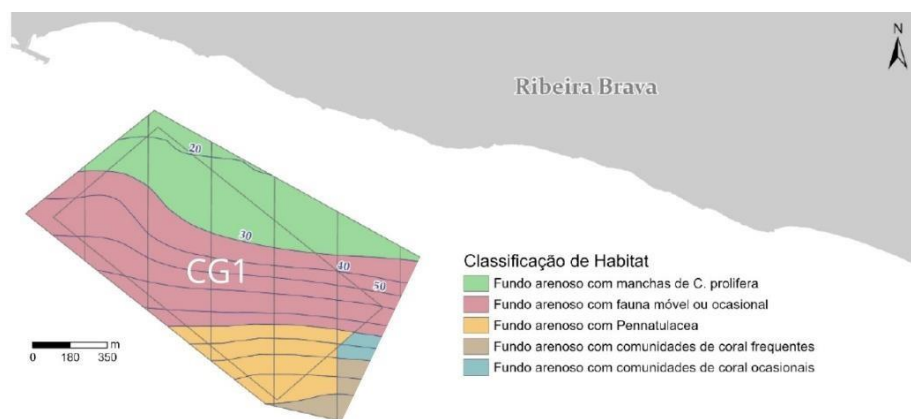 N
Ribeira Brava
20
30
40
50
CG1
Classificação de Habitat
Fundo arenoso com manchas de C. prolifera
Fundo arenoso com fauna móvel ou ocasional
Fundo arenoso com Pennatulacea
Fundo arenoso com comunidades de coral frequentes
Fundo arenoso com comunidades de coral ocasionais
m
0 180 350